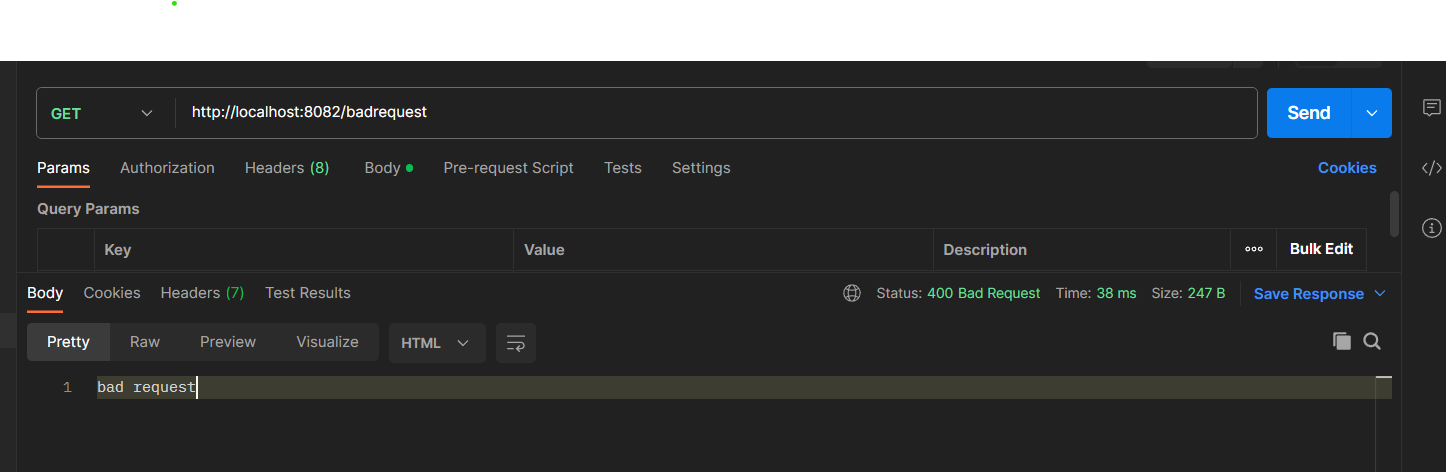 GET http://localhost:8082/badrequest Send
Params Authorization Headers (8) Body Pre-request Script Tests Settings Cookies
Query Params
Key Value Description Bulk Edit
Body Cookies Headers (7) Test Results Status: 400 Bad Request Time: 38 ms Size: 247 B Save Response
Pretty Raw Preview Visualize HTML
1 bad request